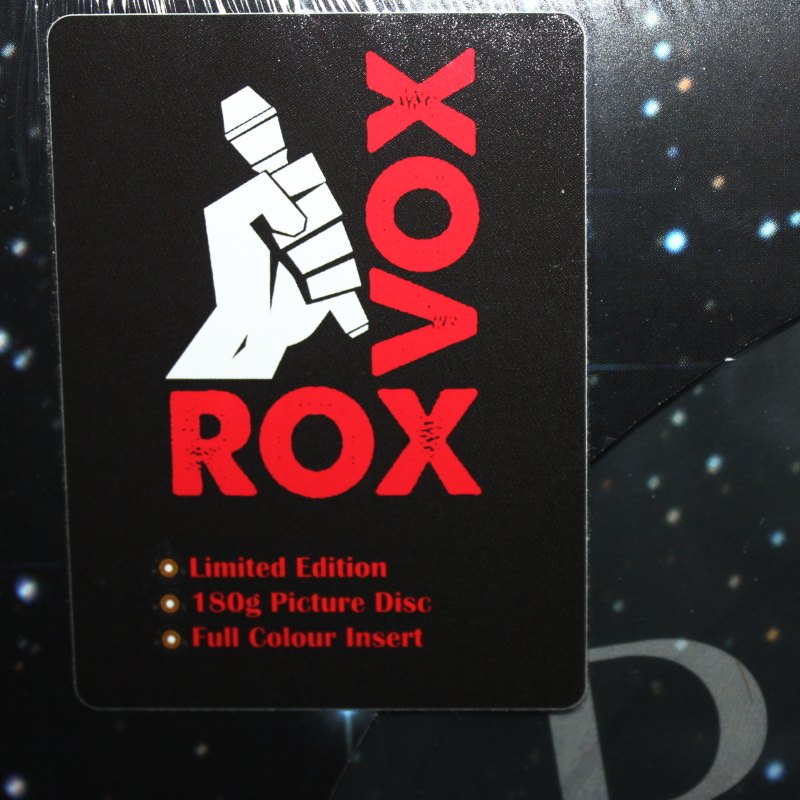 VOX
ROX
Limited Edition
180g Picture Disc
Full Colour Insert